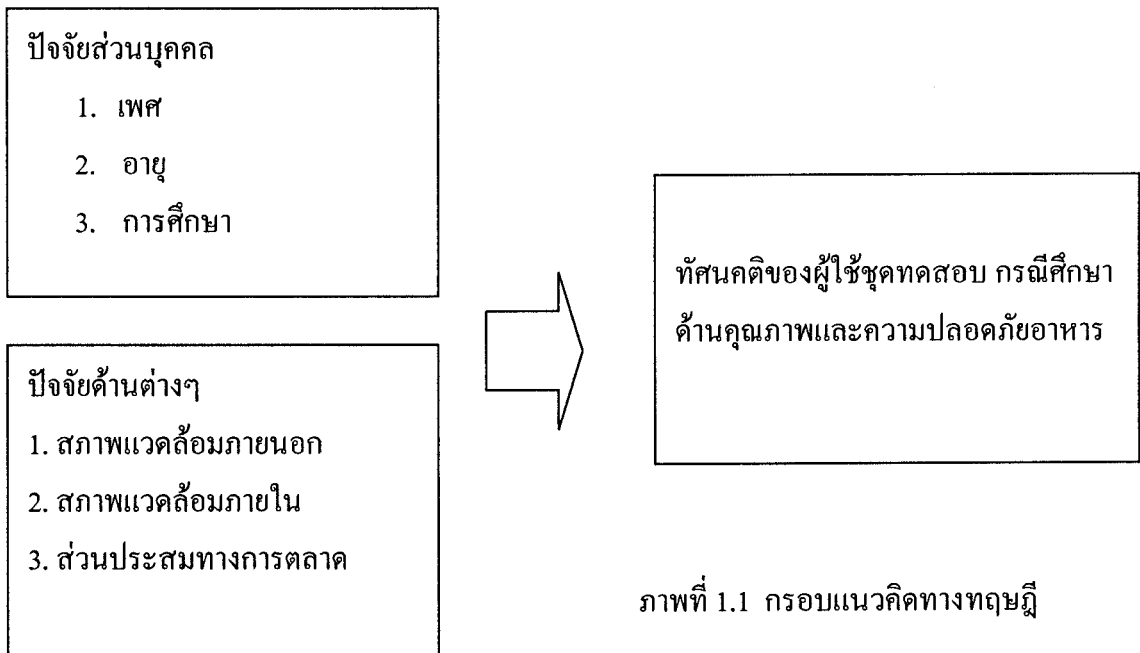 ปัจจัยส่วนบุคคล
1. เพศ
2. อายุ
3. การศึกษา
ปัจจัยด้านต่างๆ
1. สภาพแวดล้อมภายนอก
2. สภาพแวดล้อมภายใน
3. ส่วนประสมทางการตลาด
ทัศนคติของผู้ใช้ชุดทดสอบ กรณีศึกษา
ด้านคุณภาพและความปลอดภัยอาหาร
ภาพที่ 1.1 กรอบแนวคิดทางทฤษฎี